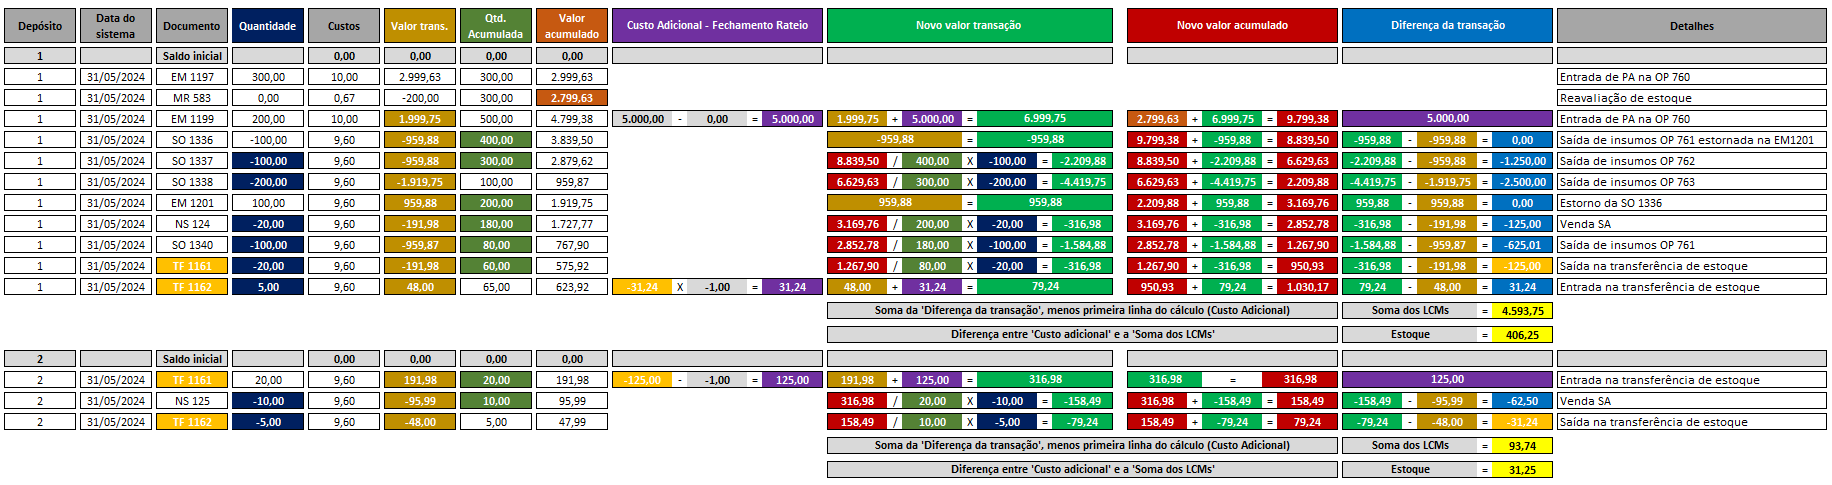 Depósito Data do sistema Documento Quantidade Custos Valor trans. Qtd. Acumulada Valor acumulado Custo Adicional - Fechamento Rateio Novo valor transação Novo valor acumulado Diferença da transação Detalhes
1 Saldo inicial 0,00 0,00 0,00 0,00
1 31/05/2024 EM 1197 300,00 10,00 2.999,63 300,00 2.999,63 Entrada de PA na OP 760
1 31/05/2024 MR 583 0,00 0,67 -200,00 300,00 2.799,63 Reavaliação de estoque
1 31/05/2024 EM 1199 200,00 10,00 1.999,75 500,00 4.799,38 5.000,00 - 0,00 = 5.000,00 1.999,75 + 5.000,00 = 6.999,75 2.799,63 + 6.999,75 = 9.799,38 5.000,00 Entrada de PA na OP 760
1 31/05/2024 SO 1336 -100,00 9,60 -959,88 400,00 3.839,50 -959,88 = -959,88 9.799,38 + -959,88 = 8.839,50 -959,88 - -959,88 = 0,00 Saída de insumos OP 761 estornada na EM1201
1 31/05/2024 SO 1337 -100,00 9,60 -959,88 300,00 2.879,62 8.839,50 / 400,00 X -100,00 = -2.209,88 8.839,50 + -2.209,88 = 6.629,63 -2.209,88 - -959,88 = -1.250,00 Saída de insumos OP 762
1 31/05/2024 SO 1338 -200,00 9,60 -1.919,75 100,00 959,87 6.629,63 / 300,00 X -200,00 = -4.419,75 6.629,63 + -4.419,75 = 2.209,88 -4.419,75 - -1.919,75 = -2.500,00 Saída de insumos OP 763
1 31/05/2024 EM 1201 100,00 9,60 959,88 200,00 1.919,75 959,88 = 959,88 2.209,88 + 959,88 = 3.169,76 959,88 - 959,88 = 0,00 Estorno da SO 1336
1 31/05/2024 NS 124 -20,00 9,60 -191,98 180,00 1.727,77 3.169,76 / 200,00 X -20,00 = -316,98 3.169,76 + -316,98 = 2.852,78 -316,98 - -191,98 = -125,00 Venda SA
1 31/05/2024 SO 1340 -100,00 9,60 -959,87 80,00 767,90 2.852,78 / 180,00 X -100,00 = -1.584,88 2.852,78 + -1.584,88 = 1.267,90 -1.584,88 - -959,87 = -625,01 Saída de insumos OP 761
1 31/05/2024 TF 1161 -20,00 9,60 -191,98 60,00 575,92 1.267,90 / 80,00 X -20,00 = -316,98 1.267,90 + -316,98 = 950,93 -316,98 - -191,98 = -125,00 Saída na transferência de estoque
1 31/05/2024 TF 1162 5,00 9,60 48,00 65,00 623,92 -31,24 X -1,00 = 31,24 48,00 + 31,24 = 79,24 950,93 + 79,24 = 1.030,17 79,24 - 48,00 = 31,24 Entrada na transferência de estoque
Soma da 'Diferença da transação', menos primeira linha do cálculo (Custo Adicional) Soma dos LCMs = 4.593,75
Diferença entre 'Custo adicional' e a 'Soma dos LCMs' Estoque = 406,25
2 Saldo inicial 0,00 0,00 0,00 0,00
2 31/05/2024 TF 1161 20,00 9,60 191,98 20,00 191,98 -125,00 - -1,00 = 125,00 191,98 + 125,00 = 316,98 316,98 = 316,98 125,00 Entrada na transferência de estoque
2 31/05/2024 NS 125 -10,00 9,60 -95,99 10,00 95,99 316,98 / 20,00 X -10,00 = -158,49 316,98 + -158,49 = 158,49 -158,49 - -95,99 = -62,50 Venda SA
2 31/05/2024 TF 1162 -5,00 9,60 -48,00 5,00 47,99 158,49 / 10,00 X -5,00 = -79,24 158,49 + -79,24 = 79,24 -79,24 - -48,00 = -31,24 Saída na transferência de estoque
Soma da 'Diferença da transação', menos primeira linha do cálculo (Custo Adicional) Soma dos LCMs = 93,74
Diferença entre 'Custo adicional' e a 'Soma dos LCMs' Estoque = 31,25